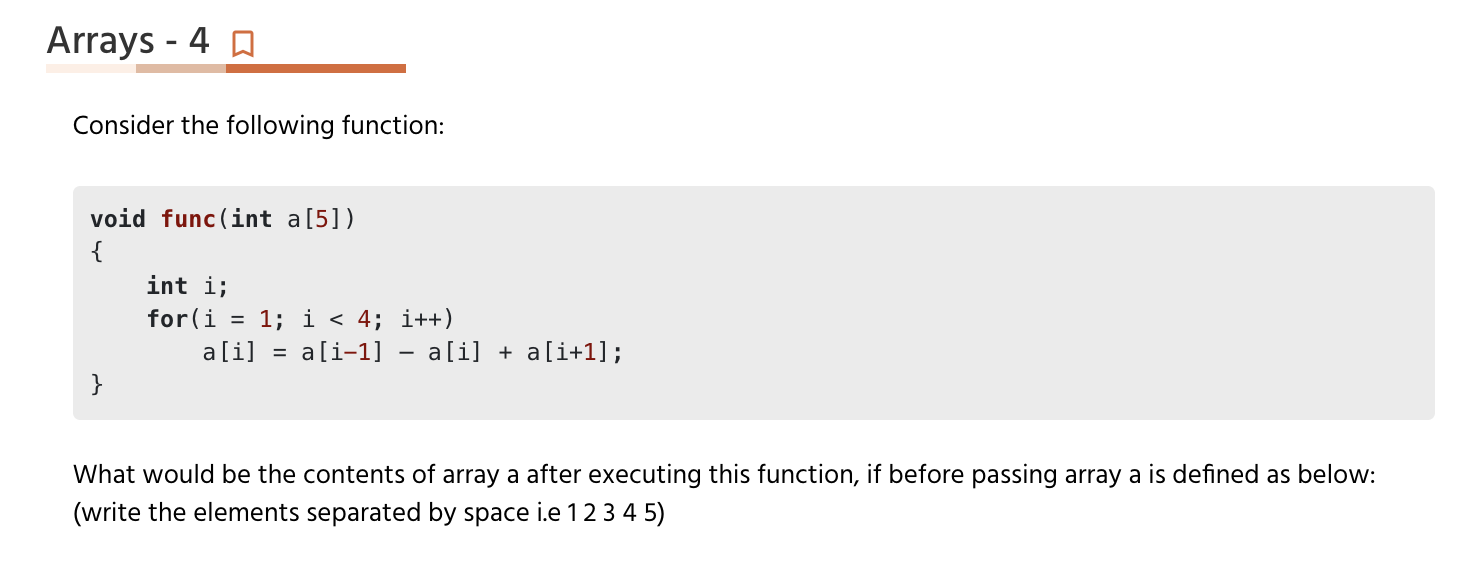 Arrays - 4
Consider the following function:
void func(int a[5])
{
    int i;
    for(i = 1; i < 4; i++)
        a[i] = a[i−1] − a[i] + a[i+1];
}
What would be the contents of array a after executing this function, if before passing array a is defined as below:
(write the elements separated by space i.e 1 2 3 4 5)